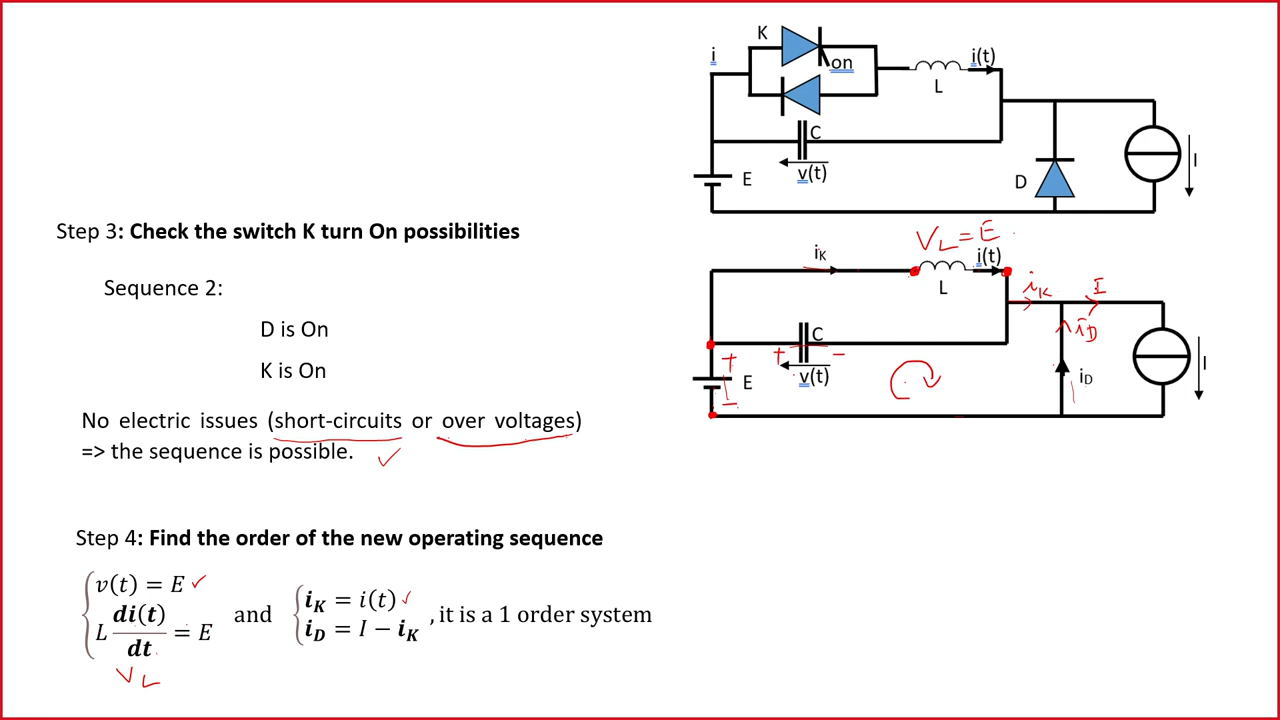 K
i
on
i(t)
L
C
v(t)
E
D
I
Step 3: Check the switch K turn On possibilities
Sequence 2:
D is On
K is On
No electric issues (short-circuits or over voltages)
=> the sequence is possible. ✓
V_L = E
i_K
i(t)
L
i_K
I
i_D
C
+
+ -
v(t)
E
-
i_D
I
Step 4: Find the order of the new operating sequence
{ v(t) = E ✓
L di(t)/dt = E and { i_K = i(t) ✓
i_D = I − i_K , it is a 1 order system
V_L